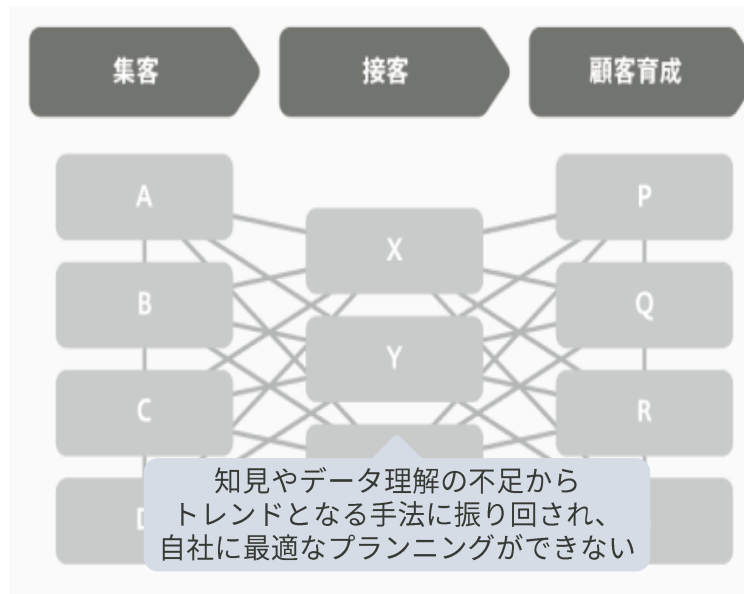 集客
接客
顧客育成
A
P
X
B
Q
Y
C
R
D
知見やデータ理解の不足から
トレンドとなる手法に振り回され、
自社に最適なプランニングができない